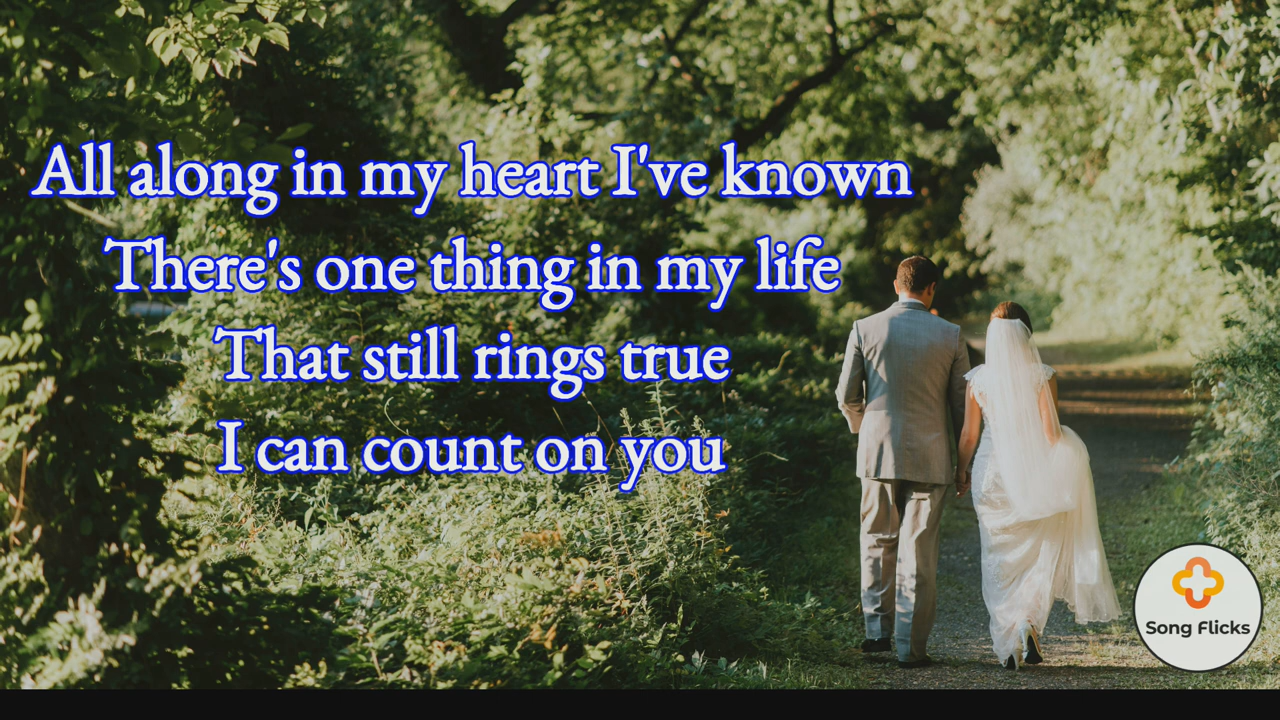 All along in my heart I've known
There's one thing in my life
That still rings true
I can count on you
Song Flicks